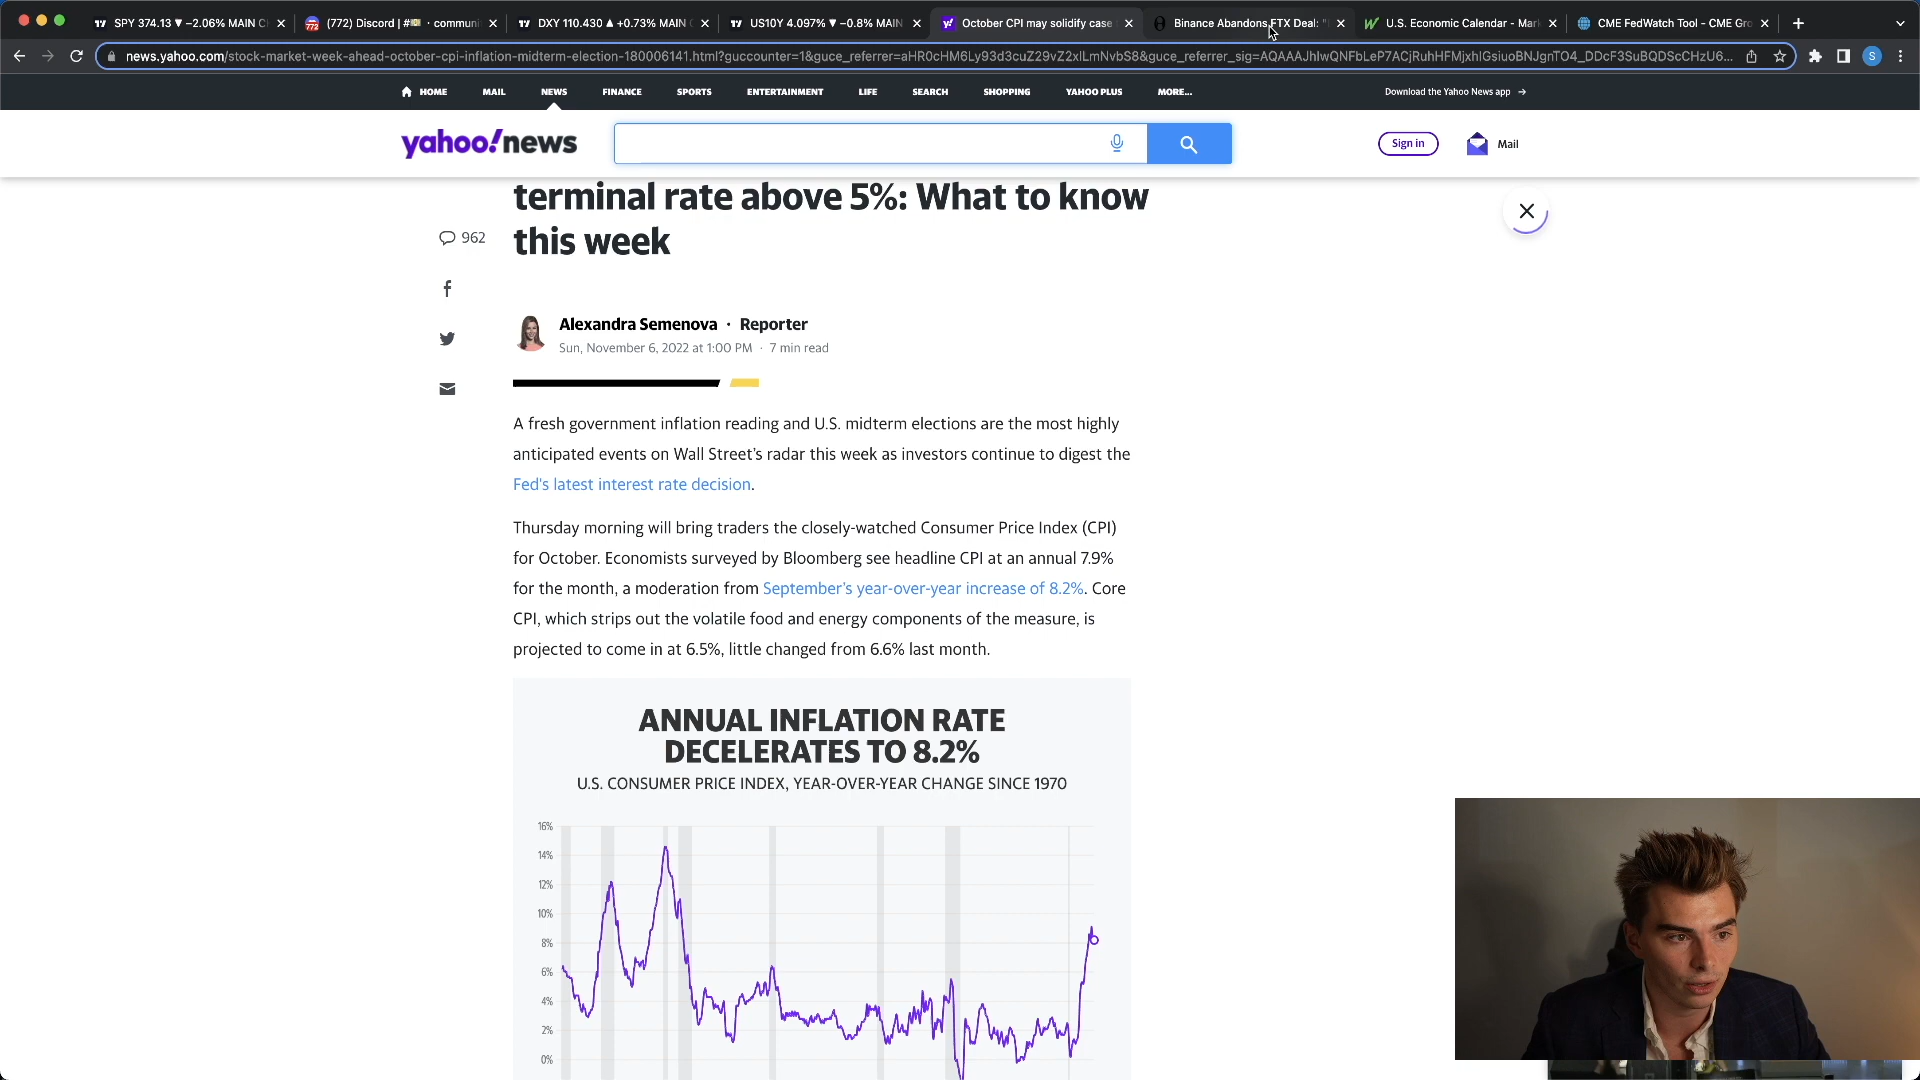 SPY 374.13 ▼ −2.06% MAIN C
(772) Discord | #💵 · communi
DXY 110.430 ▲ +0.73% MAIN
US10Y 4.097% ▼ −0.8% MAIN
October CPI may solidify case
Binance Abandons FTX Deal: "
U.S. Economic Calendar - Mar
CME FedWatch Tool - CME Gro
news.yahoo.com/stock-market-week-ahead-october-cpi-inflation-midterm-election-180006141.html?guccounter=1&guce_referrer=aHR0cHM6Ly93d3cuZ29vZ2xlLmNvbS8&guce_referrer_sig=
S
HOME MAIL NEWS FINANCE SPORTS ENTERTAINMENT LIFE SEARCH SHOPPING YAHOO PLUS MORE... Download the Yahoo News app →
yahoo!news
Sign in
Mail
terminal rate above 5%: What to know
this week
962
Alexandra Semenova · Reporter
Sun, November 6, 2022 at 1:00 PM · 7 min read
A fresh government inflation reading and U.S. midterm elections are the most highly
anticipated events on Wall Street's radar this week as investors continue to digest the
Fed's latest interest rate decision.
Thursday morning will bring traders the closely-watched Consumer Price Index (CPI)
for October. Economists surveyed by Bloomberg see headline CPI at an annual 7.9%
for the month, a moderation from September's year-over-year increase of 8.2%. Core
CPI, which strips out the volatile food and energy components of the measure, is
projected to come in at 6.5%, little changed from 6.6% last month.
ANNUAL INFLATION RATE
DECELERATES TO 8.2%
U.S. CONSUMER PRICE INDEX, YEAR-OVER-YEAR CHANGE SINCE 1970
16%
14%
12%
10%
8%
6%
4%
2%
0%